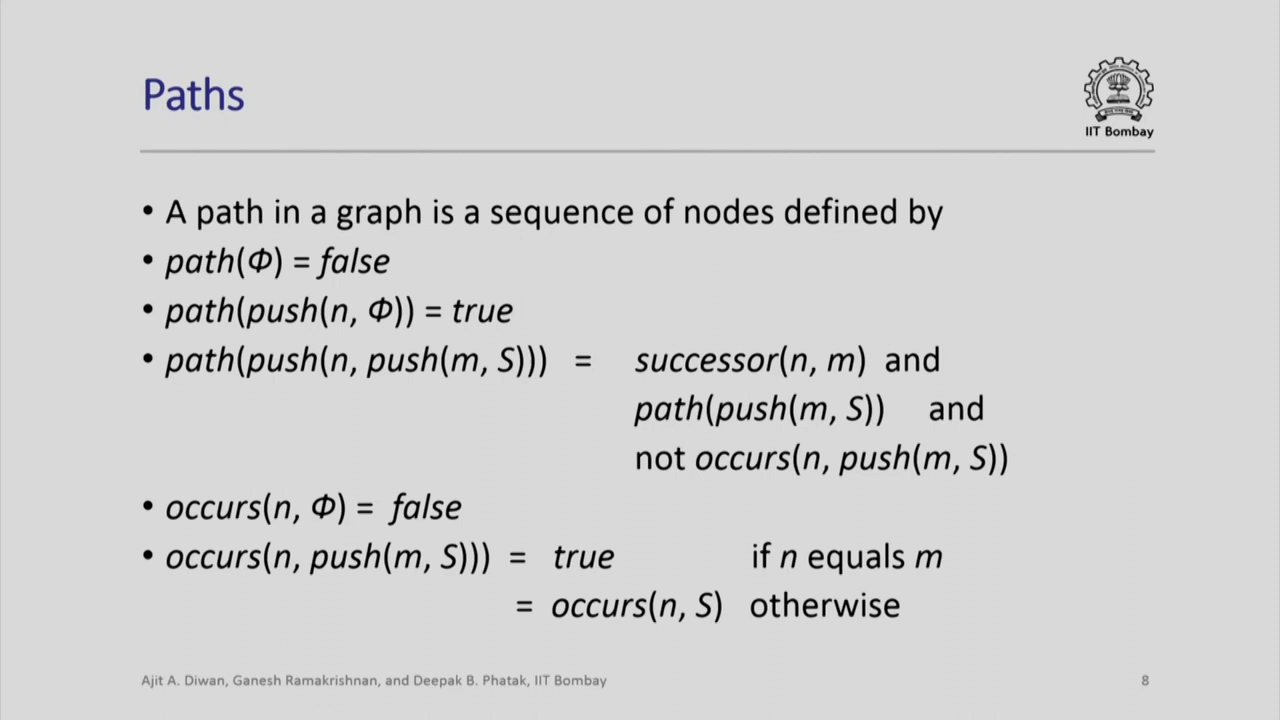 Paths
IIT Bombay
• A path in a graph is a sequence of nodes defined by
• path(Φ) = false
• path(push(n, Φ)) = true
• path(push(n, push(m, S))) = successor(n, m) and
path(push(m, S)) and
not occurs(n, push(m, S))
• occurs(n, Φ) = false
• occurs(n, push(m, S))) = true if n equals m
= occurs(n, S) otherwise
Ajit A. Diwan, Ganesh Ramakrishnan, and Deepak B. Phatak, IIT Bombay 8